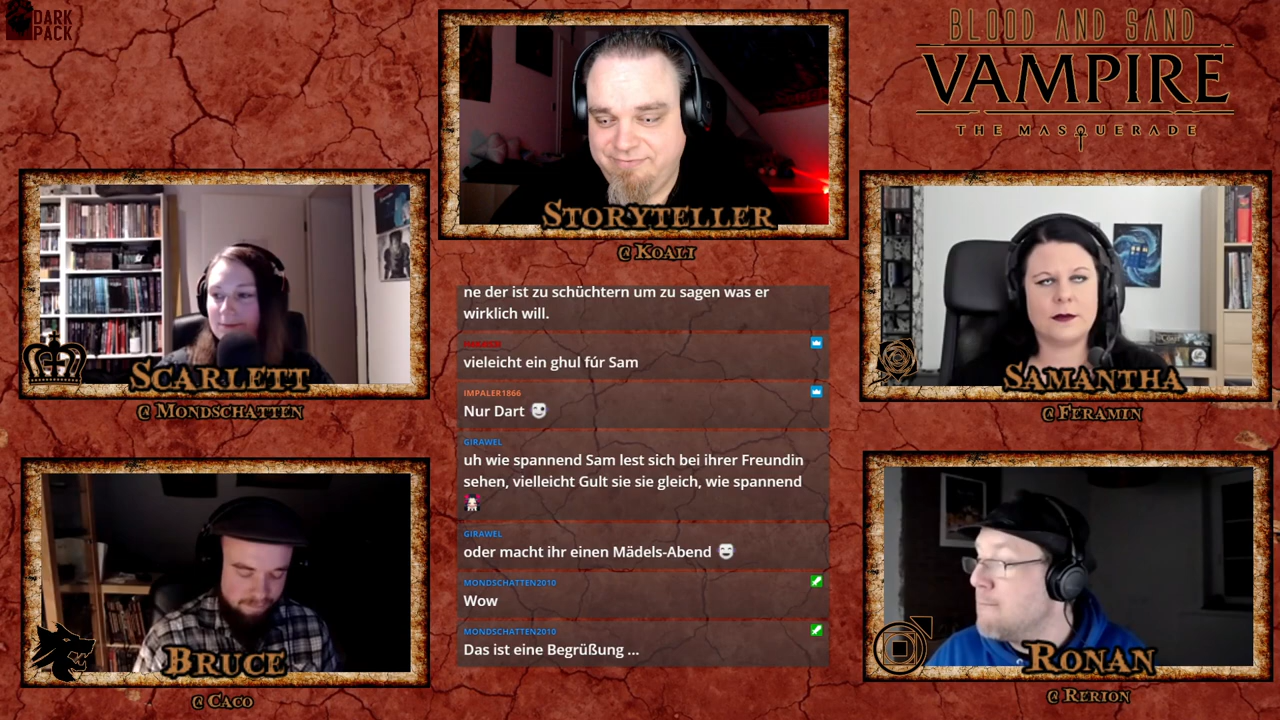 DARK
PACK
BLOOD AND SAND
VAMPIRE
THE MASQUERADE
STORYTELLER
@ KOALI
SCARLETT
@ MONDSCHATTEN
SAMANTHA
@ FERAMIN
ne der ist zu schüchtern um zu sagen was er
wirklich will.
vieleicht ein ghul fúr Sam
IMPALER1866
Nur Dart
GIRAWEL
uh wie spannend Sam lest sich bei ihrer Freundin
sehen, vielleicht Gult sie sie gleich, wie spannend
GIRAWEL
oder macht ihr einen Mädels-Abend
MONDSCHATTEN2010
Wow
MONDSCHATTEN2010
Das ist eine Begrüßung ...
BRUCE
@ CACO
RONAN
@ RERION